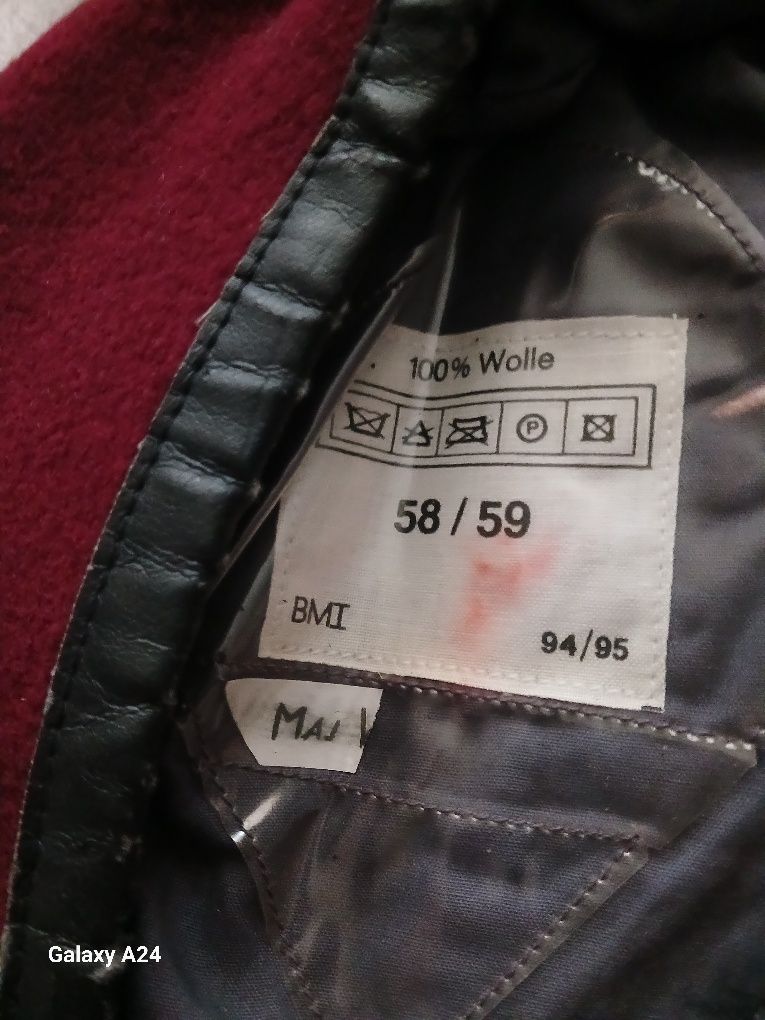 100% Wolle
P
58 / 59
BMI
94/95
MAJ
Galaxy A24